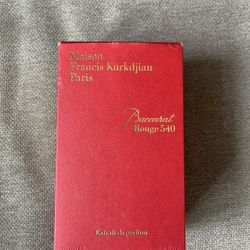 Maison
Francis Kurkdjian
Paris
Baccarat
Rouge 540
Extrait de parfum